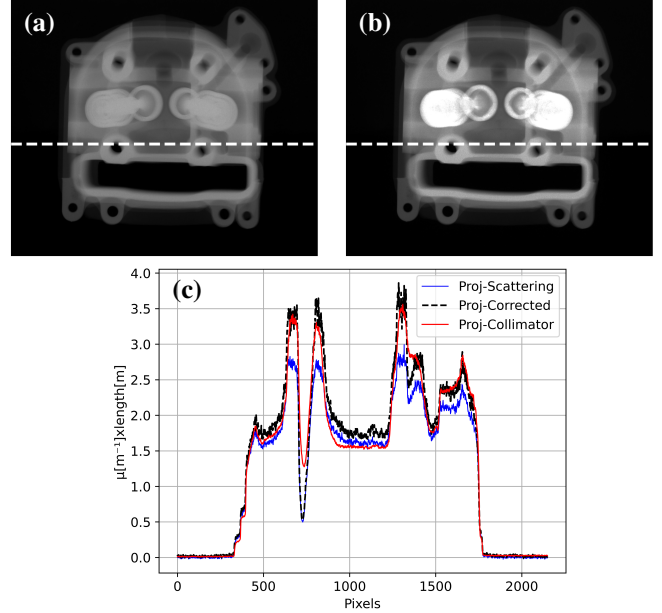 (a)
(b)
(c)
4.0
3.5
3.0
2.5
2.0
1.5
1.0
0.5
0.0
μ[m⁻¹]xlength[m]
Proj-Scattering
Proj-Corrected
Proj-Collimator
0 500 1000 1500 2000
Pixels